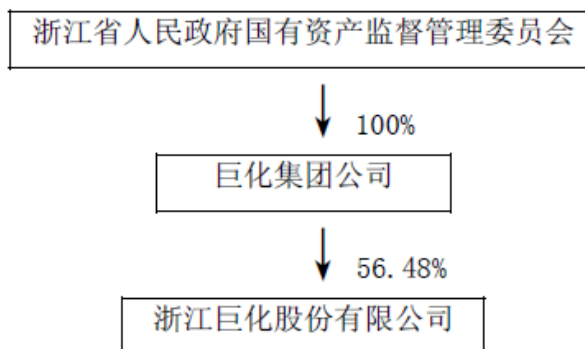 浙江省人民政府国有资产监督管理委员会
100%
巨化集团公司
56.48%
浙江巨化股份有限公司